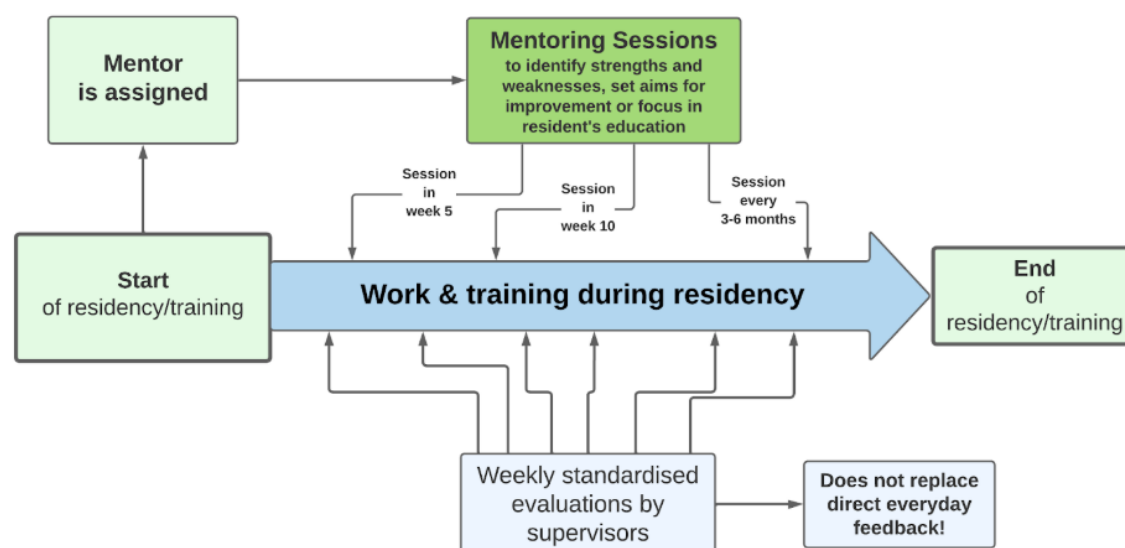 Mentor
is assigned
Mentoring Sessions
to identify strengths and
weaknesses, set aims for
improvement or focus in
resident's education
Session
in
week 5
Session
in
week 10
Session
every
3-6 months
Start
of residency/training
Work & training during residency
End
of
residency/training
Weekly standardised
evaluations by
supervisors
Does not replace
direct everyday
feedback!